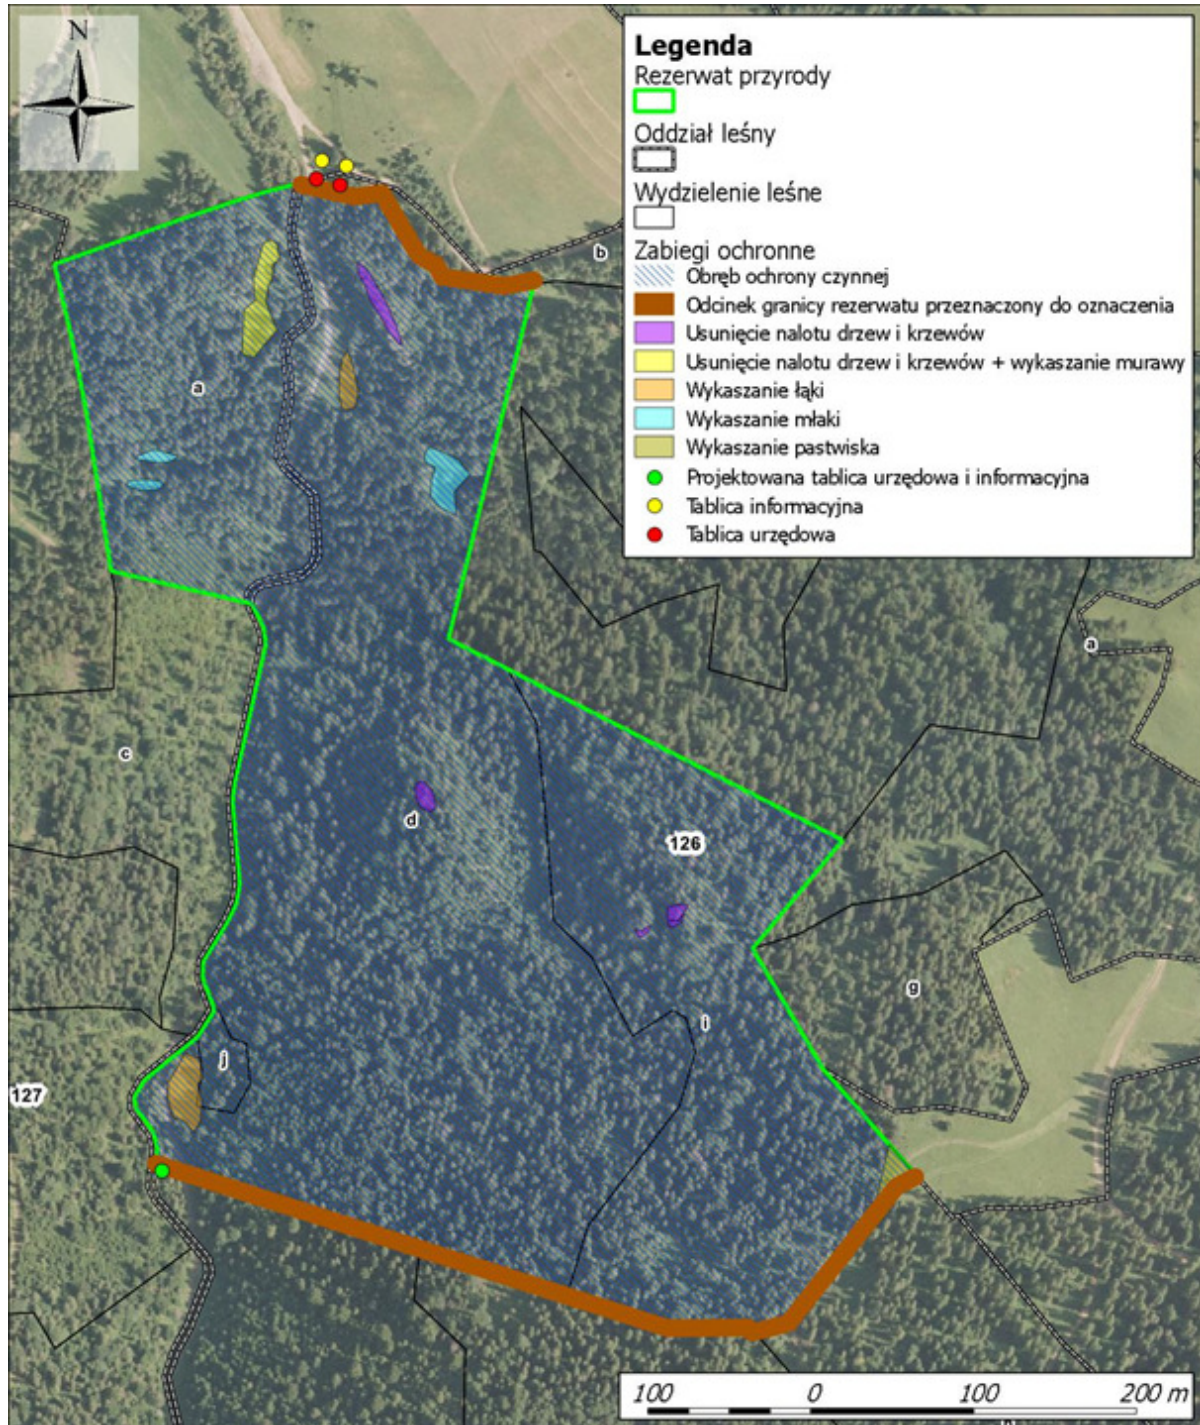 N
Legenda
Rezerwat przyrody
Oddział leśny
Wydzielenie leśne
Zabiegi ochronne
Obręb ochrony czynnej
Odcinek granicy rezerwatu przeznaczony do oznaczenia
Usunięcie nalotu drzew i krzewów
Usunięcie nalotu drzew i krzewów + wykaszanie murawy
Wykaszanie łąki
Wykaszanie młaki
Wykaszanie pastwiska
Projektowana tablica urzędowa i informacyjna
Tablica informacyjna
Tablica urzędowa
b
a
a
c
d
126
g
i
j
127
100 0 100 200 m